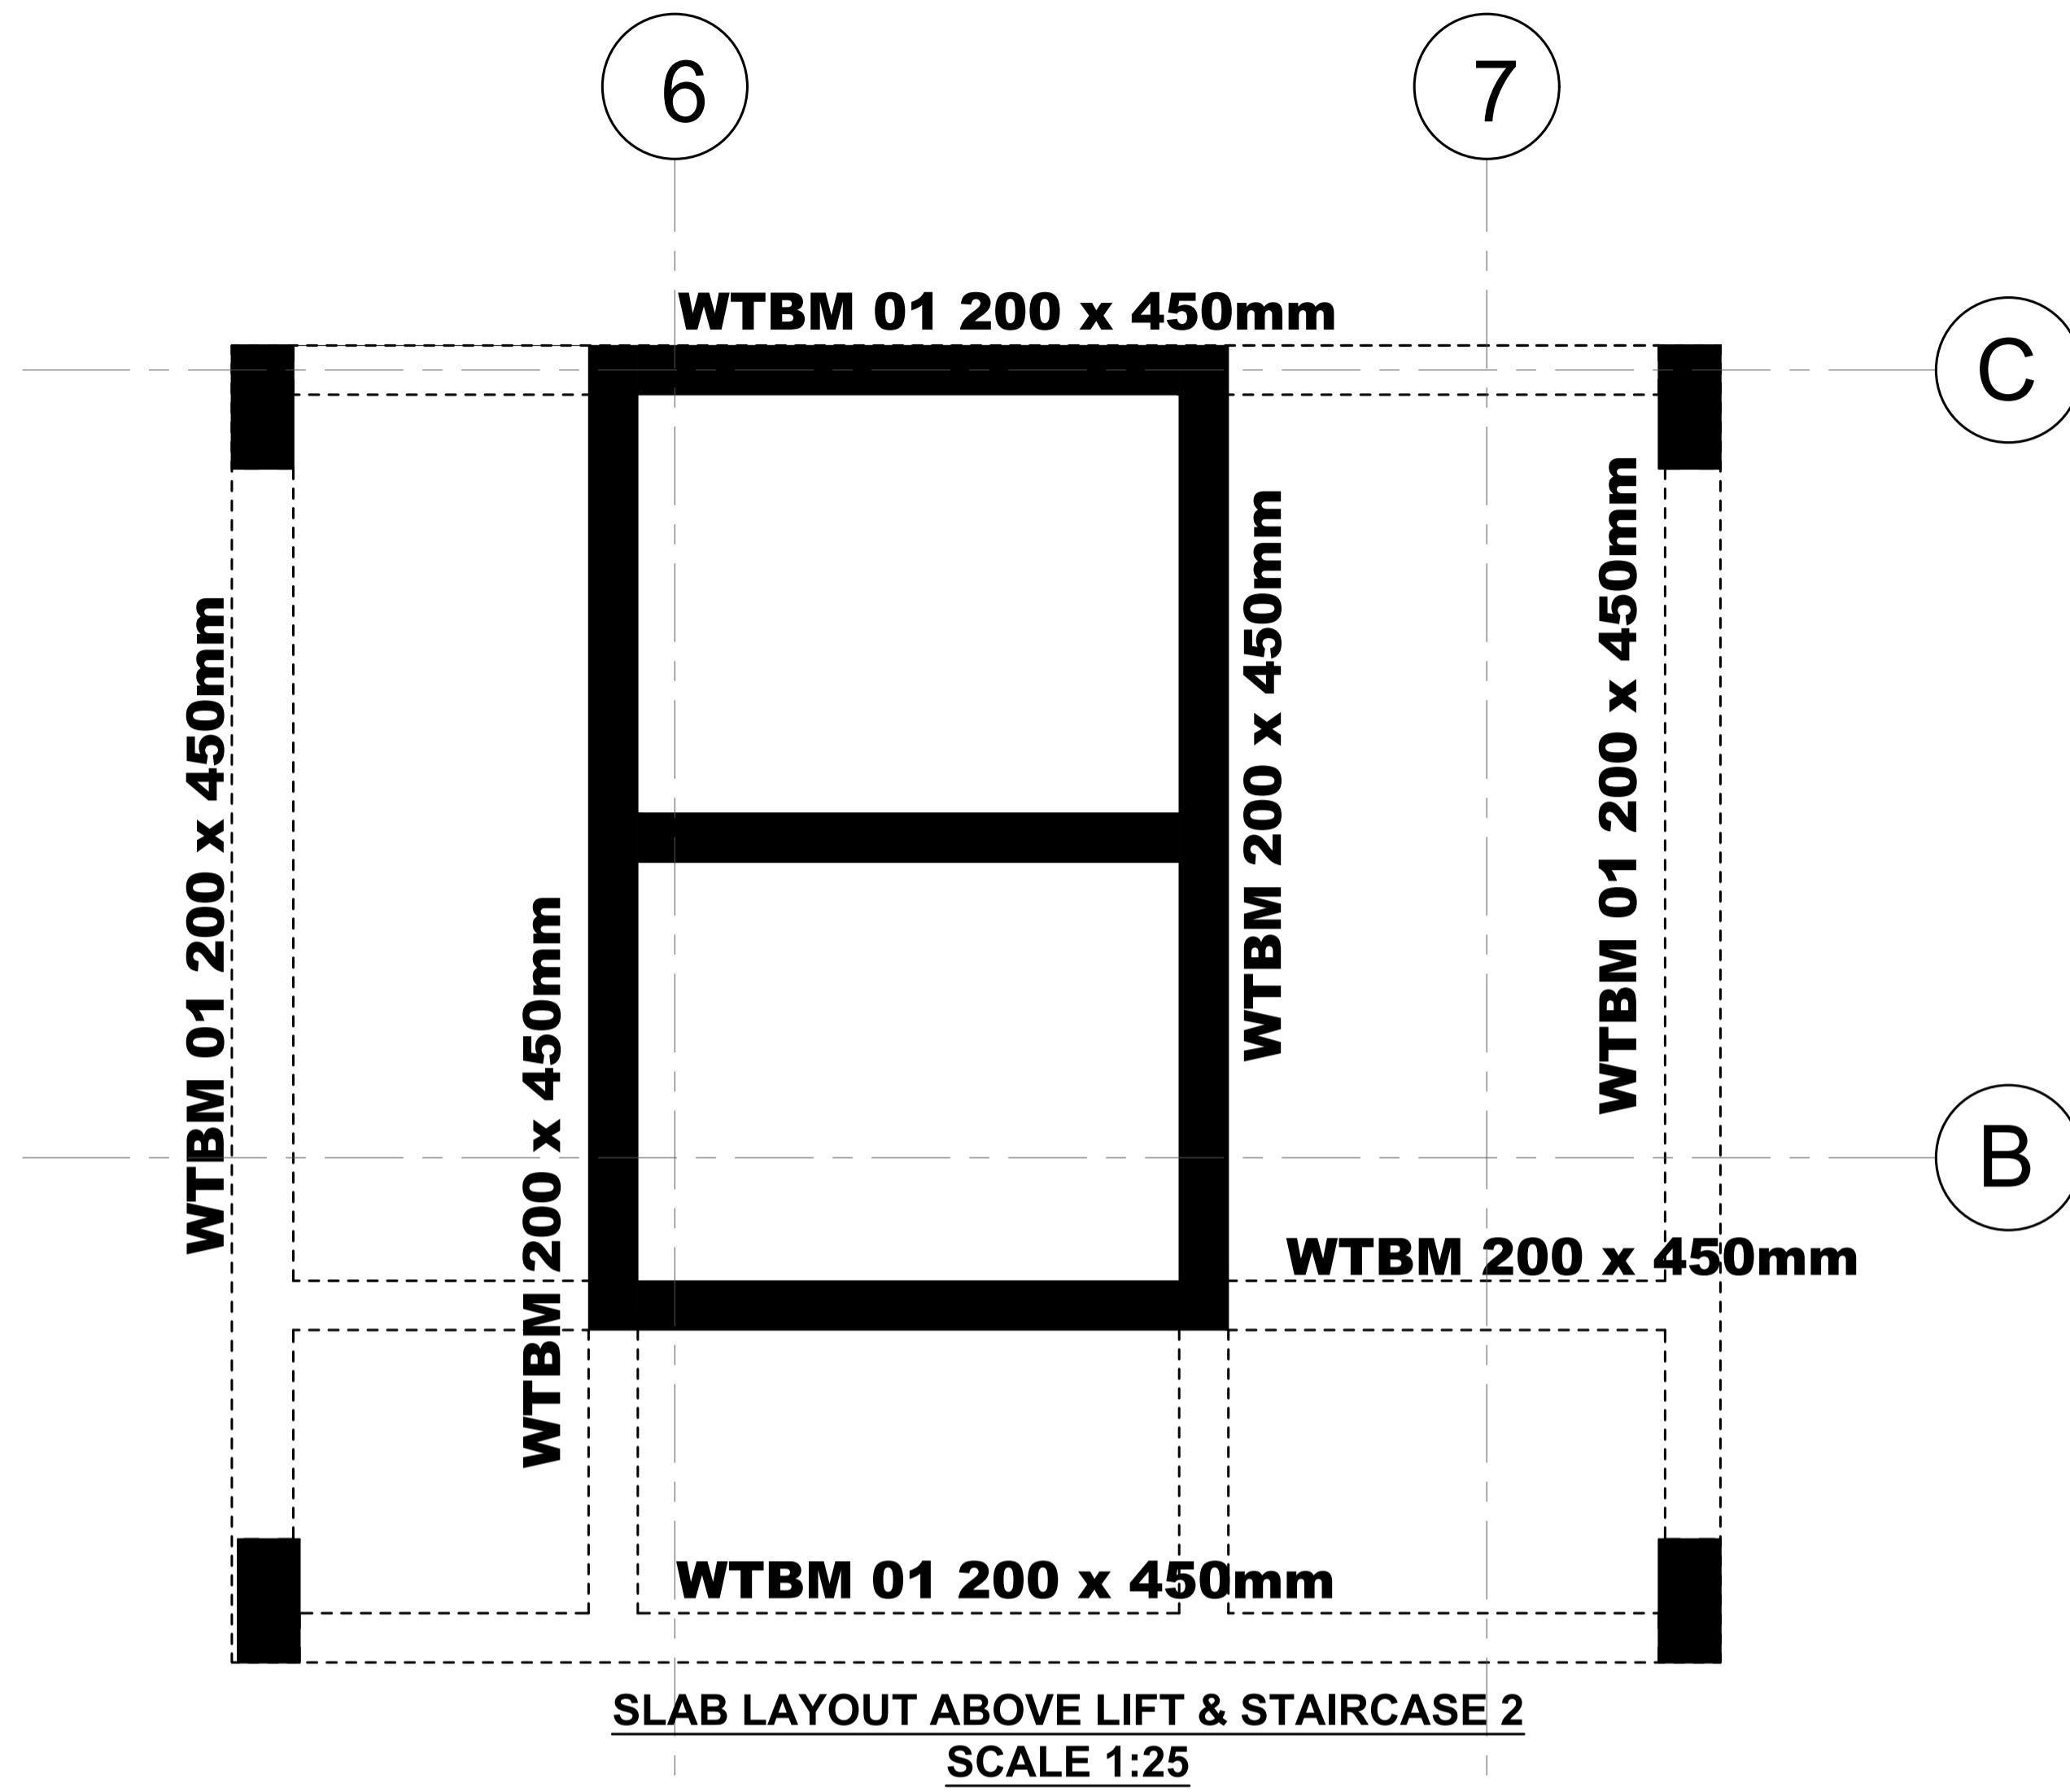 6
7
WTBM 01 200 x 450mm
C
WTBM 01 200 x 450mm
WTBM 200 x 450mm
WTBM 200 x 450mm
WTBM 01 200 x 450mm
B
WTBM 200 x 450mm
WTBM 01 200 x 450mm
SLAB LAYOUT ABOVE LIFT & STAIRCASE 2
SCALE 1:25